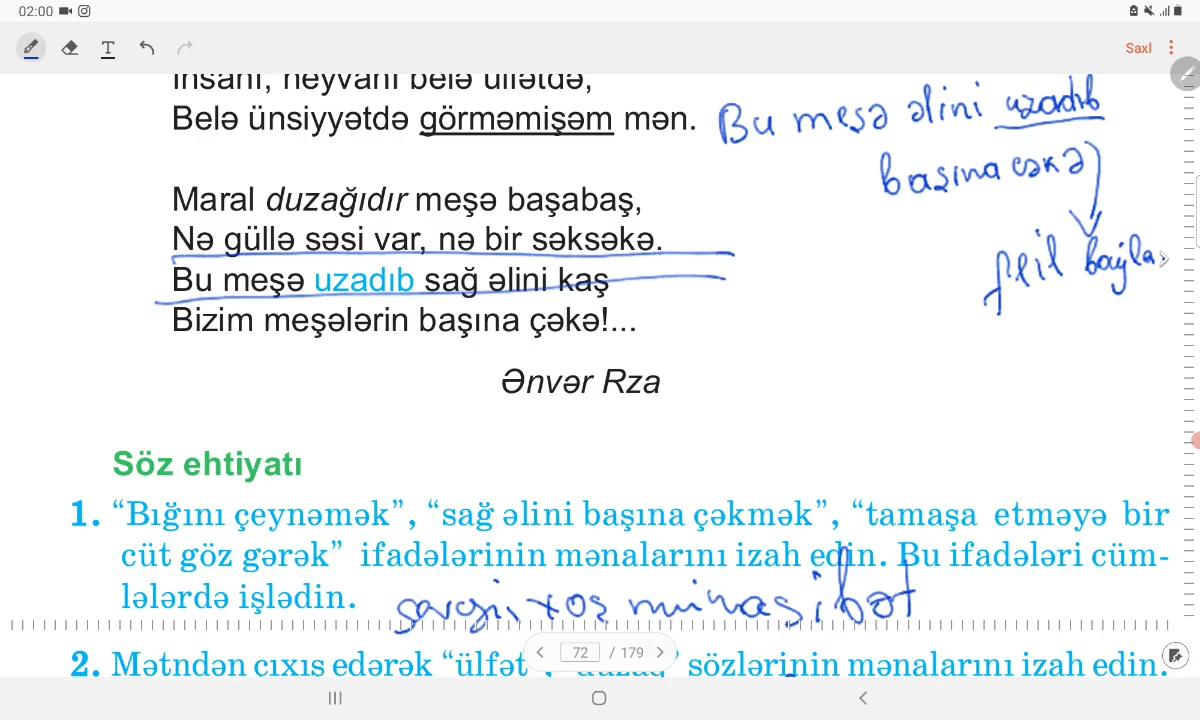 02:00
Saxl
İnsanı, heyvanı belə ülfətdə,
Belə ünsiyyətdə görməmişəm mən.
Bu meşə əlini uzadıb
başına cəkə
feil bağla
Maral duzağıdır meşə başabaş,
Nə güllə səsi var, nə bir səksəkə.
Bu meşə uzadıb sağ əlini kaş
Bizim meşələrin başına çəkə!...
Ənvər Rza
Söz ehtiyatı
1. “Bığını çeynəmək”, “sağ əlini başına çəkmək”, “tamaşa etməyə bir
cüt göz gərək” ifadələrinin mənalarını izah edin. Bu ifadələri cüm-
lələrdə işlədin.
xoş münasibət
72 / 179
2. Mətndən çıxış edərək “ülfət”, “duzaq” sözlərinin mənalarını izah edin.